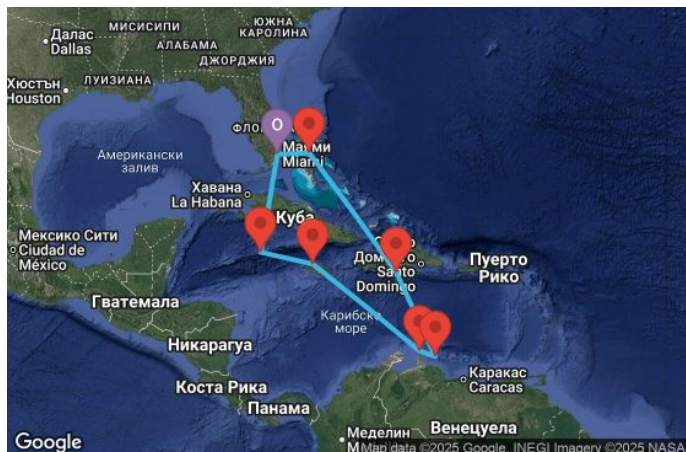 Далас
Dallas
МИСИСИПИ
АЛАБАМА
ЮЖНА
КАРОЛИНА
ДЖОРДЖИЯ
Хюстън
Houston
ЛУИЗИАНА
ФЛО
O
Маями
Miami
Американски
залив
Хавана
La Habana
Куба
Мексико Сити
Ciudad de
México
Santo
Domingo
Пуерто
Рико
Гватемала
Карибско
море
Никарагуа
Коста Рика
Каракас
Caracas
Панама
Венецуела
Меделин
Google
Map data ©2025 Google, INEGI Imagery ©2025 NASA